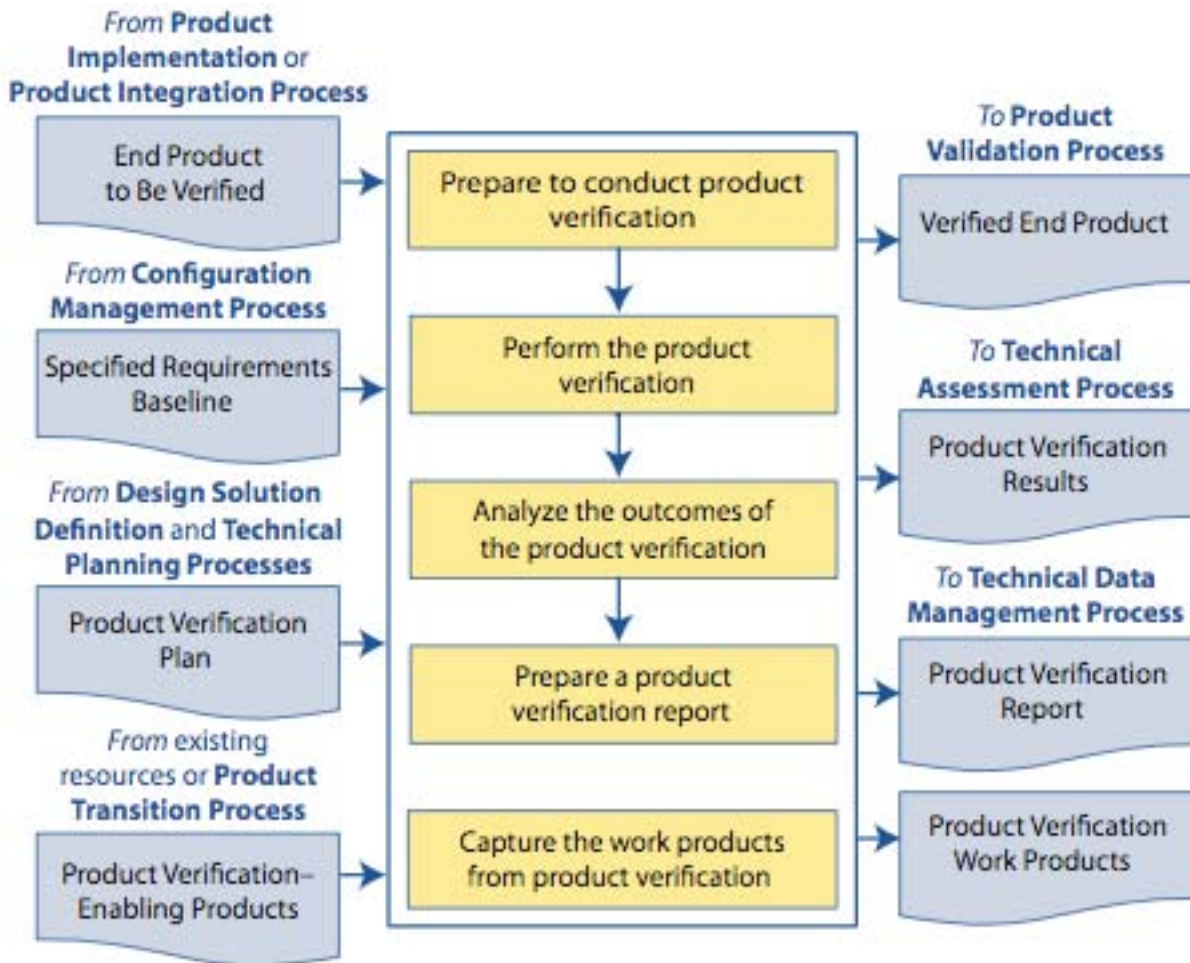 From Product
Implementation or
Product Integration Process
End Product
to Be Verified
From Configuration
Management Process
Specified Requirements
Baseline
From Design Solution
Definition and Technical
Planning Processes
Product Verification
Plan
From existing
resources or Product
Transition Process
Product Verification–
Enabling Products
Prepare to conduct product
verification
Perform the product
verification
Analyze the outcomes of
the product verification
Prepare a product
verification report
Capture the work products
from product verification
To Product
Validation Process
Verified End Product
To Technical
Assessment Process
Product Verification
Results
To Technical Data
Management Process
Product Verification
Report
Product Verification
Work Products